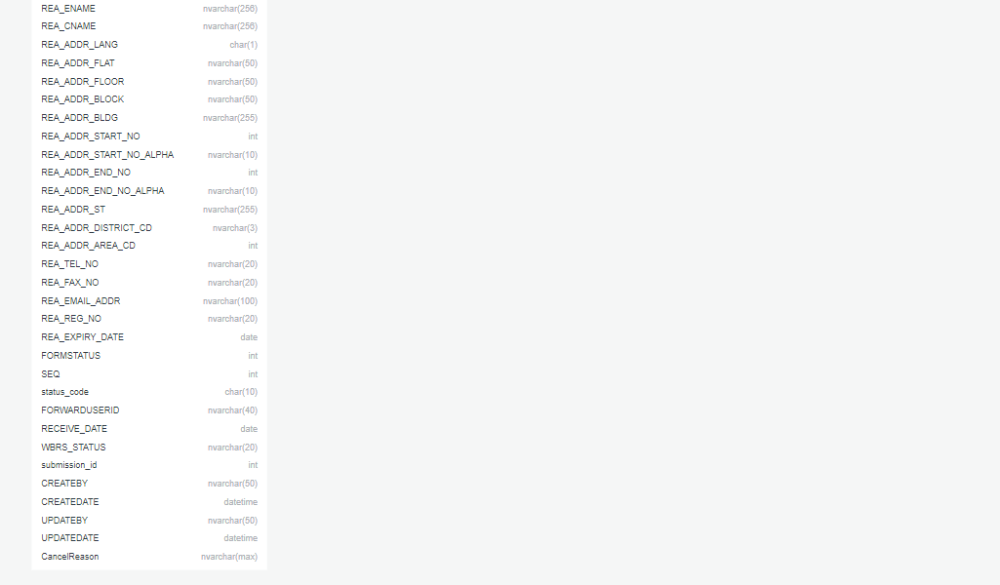 REA_ENAME nvarchar(256)
REA_CNAME nvarchar(256)
REA_ADDR_LANG char(1)
REA_ADDR_FLAT nvarchar(50)
REA_ADDR_FLOOR nvarchar(50)
REA_ADDR_BLOCK nvarchar(50)
REA_ADDR_BLDG nvarchar(255)
REA_ADDR_START_NO int
REA_ADDR_START_NO_ALPHA nvarchar(10)
REA_ADDR_END_NO int
REA_ADDR_END_NO_ALPHA nvarchar(10)
REA_ADDR_ST nvarchar(255)
REA_ADDR_DISTRICT_CD nvarchar(3)
REA_ADDR_AREA_CD int
REA_TEL_NO nvarchar(20)
REA_FAX_NO nvarchar(20)
REA_EMAIL_ADDR nvarchar(100)
REA_REG_NO nvarchar(20)
REA_EXPIRY_DATE date
FORMSTATUS int
SEQ int
status_code char(10)
FORWARDUSERID nvarchar(40)
RECEIVE_DATE date
WBRS_STATUS nvarchar(20)
submission_id int
CREATEBY nvarchar(50)
CREATEDATE datetime
UPDATEBY nvarchar(50)
UPDATEDATE datetime
CancelReason nvarchar(max)